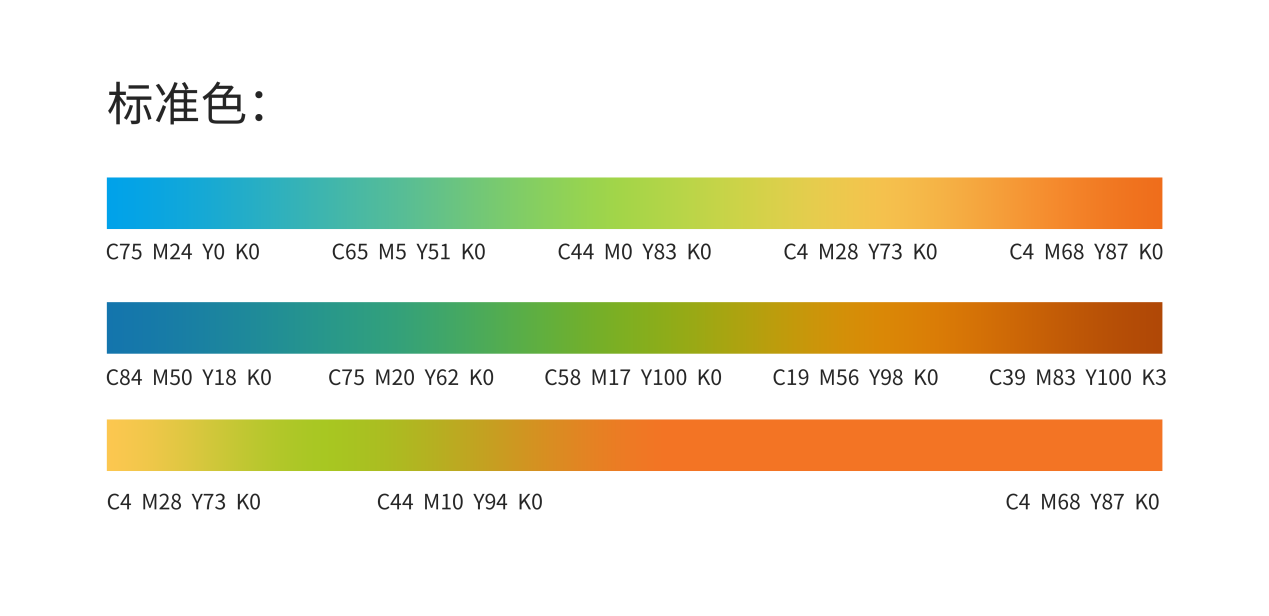 标准色：
C75 M24 Y0 K0 C65 M5 Y51 K0 C44 M0 Y83 K0 C4 M28 Y73 K0 C4 M68 Y87 K0
C84 M50 Y18 K0 C75 M20 Y62 K0 C58 M17 Y100 K0 C19 M56 Y98 K0 C39 M83 Y100 K3
C4 M28 Y73 K0 C44 M10 Y94 K0 C4 M68 Y87 K0